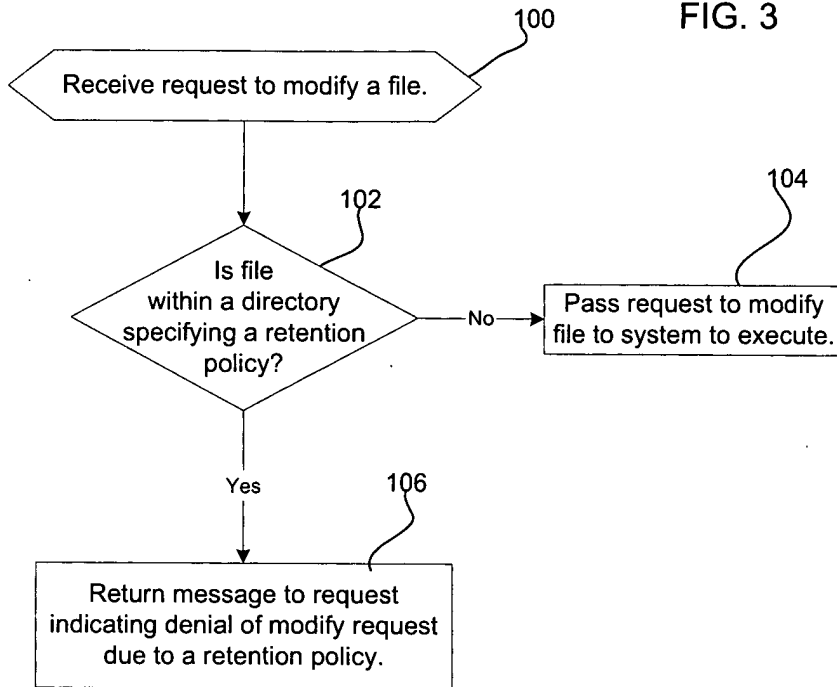 FIG. 3
100
Receive request to modify a file.
102
Is file
within a directory
specifying a retention
policy?
No
104
Pass request to modify
file to system to execute.
Yes
106
Return message to request
indicating denial of modify request
due to a retention policy.